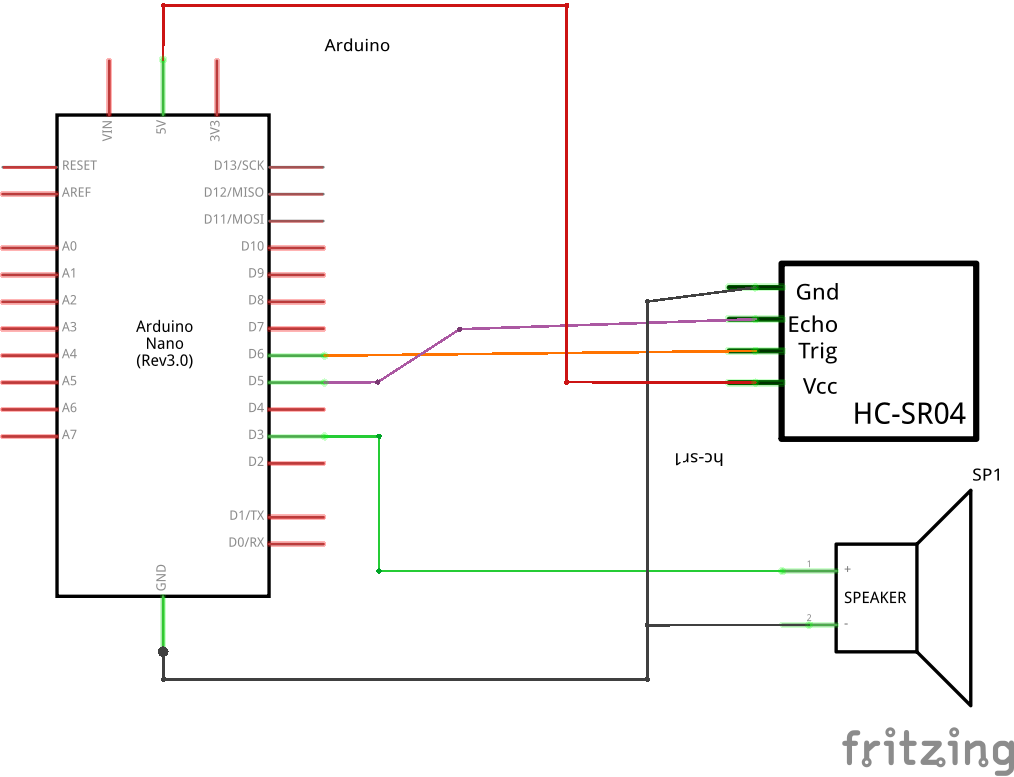 Arduino
VIN
5V
3V3
RESET
AREF
A0
A1
A2
A3
A4
A5
A6
A7
D13/SCK
D12/MISO
D11/MOSI
D10
D9
D8
D7
D6
D5
D4
D3
D2
D1/TX
D0/RX
Arduino
Nano
(Rev3.0)
GND
Gnd
Echo
Trig
Vcc
HC-SR04
hc-sr1
SP1
1
+
SPEAKER
2
-
fritzing